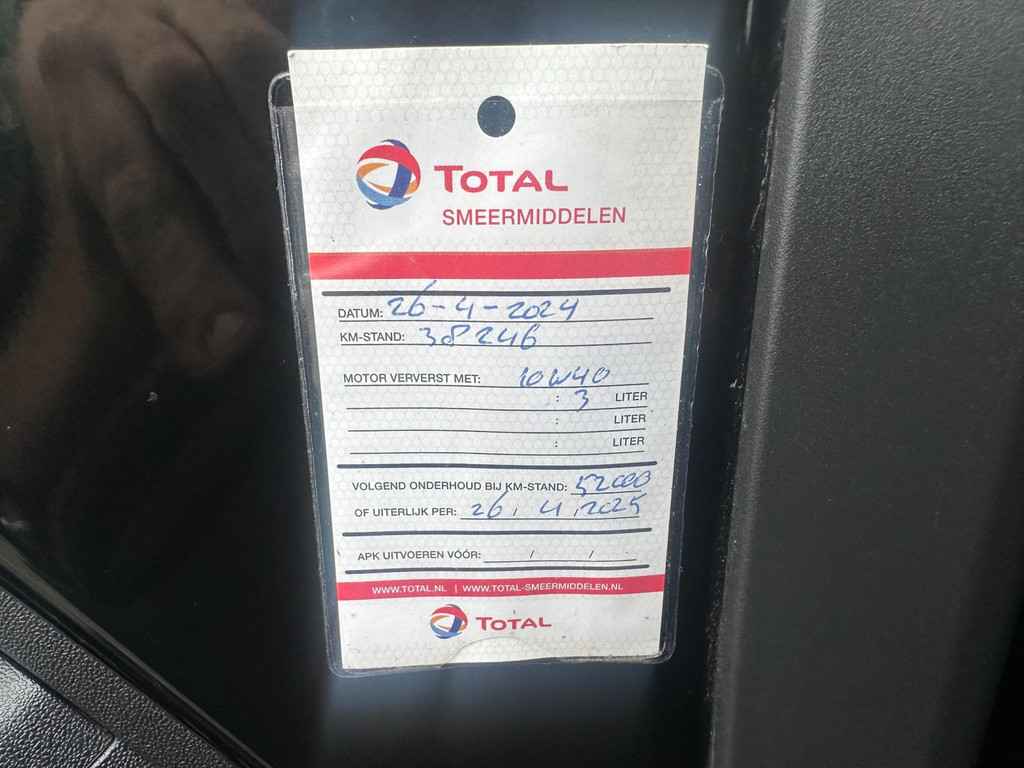 TOTAL
SMEERMIDDELEN
DATUM: 26-4-2024
KM-STAND: 38246
MOTOR VERVERST MET: 10W40
: 3 LITER
: LITER
: LITER
VOLGEND ONDERHOUD BIJ KM-STAND: 52000
OF UITERLIJK PER: 26 / 4 / 2025
APK UITVOEREN VÓÓR: / / .
WWW.TOTAL.NL | WWW.TOTAL-SMEERMIDDELEN.NL
TOTAL